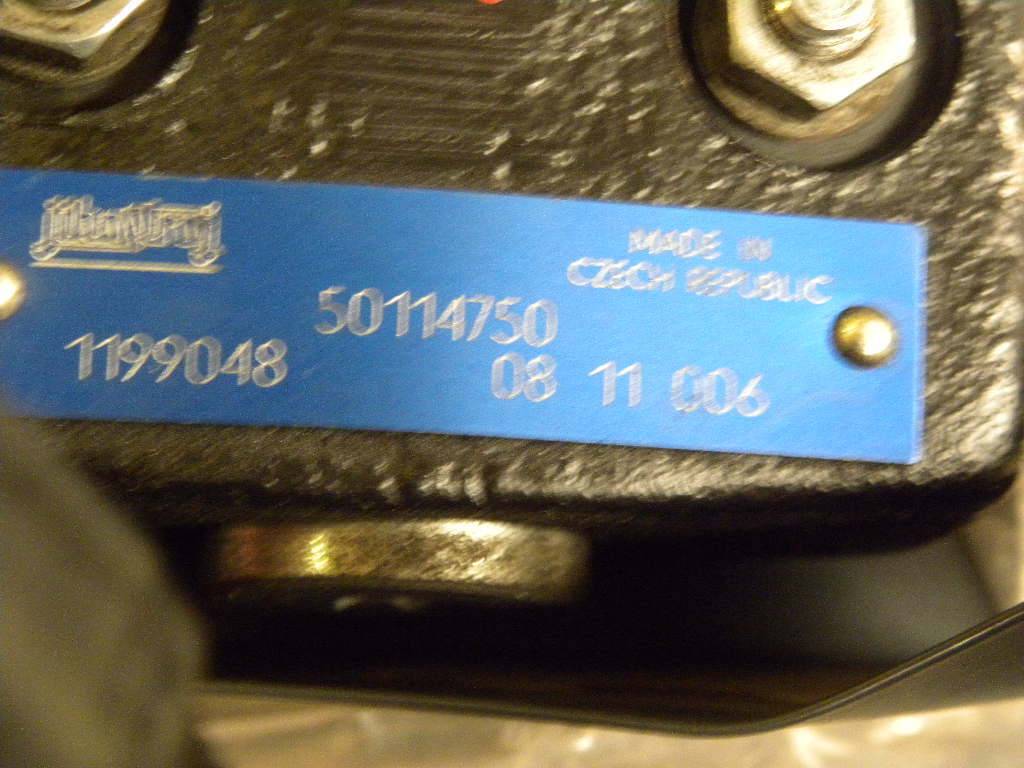 MADE IN
CZECH REPUBLIC
50114750
1199048
08 11 006